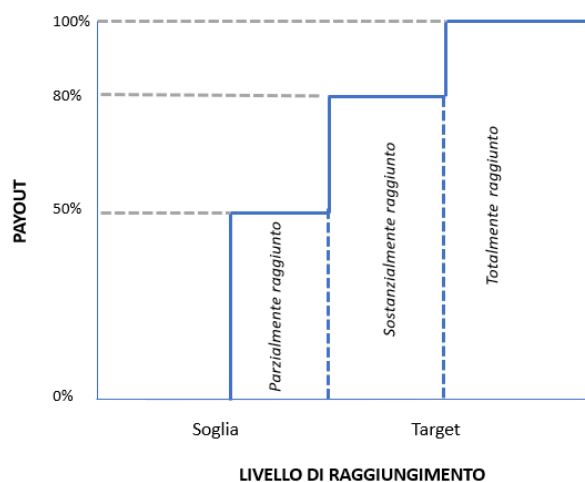 100%
80%
50%
0%
PAYOUT
Parzialmente raggiunto
Sostanzialmente raggiunto
Totalmente raggiunto
Soglia
Target
LIVELLO DI RAGGIUNGIMENTO